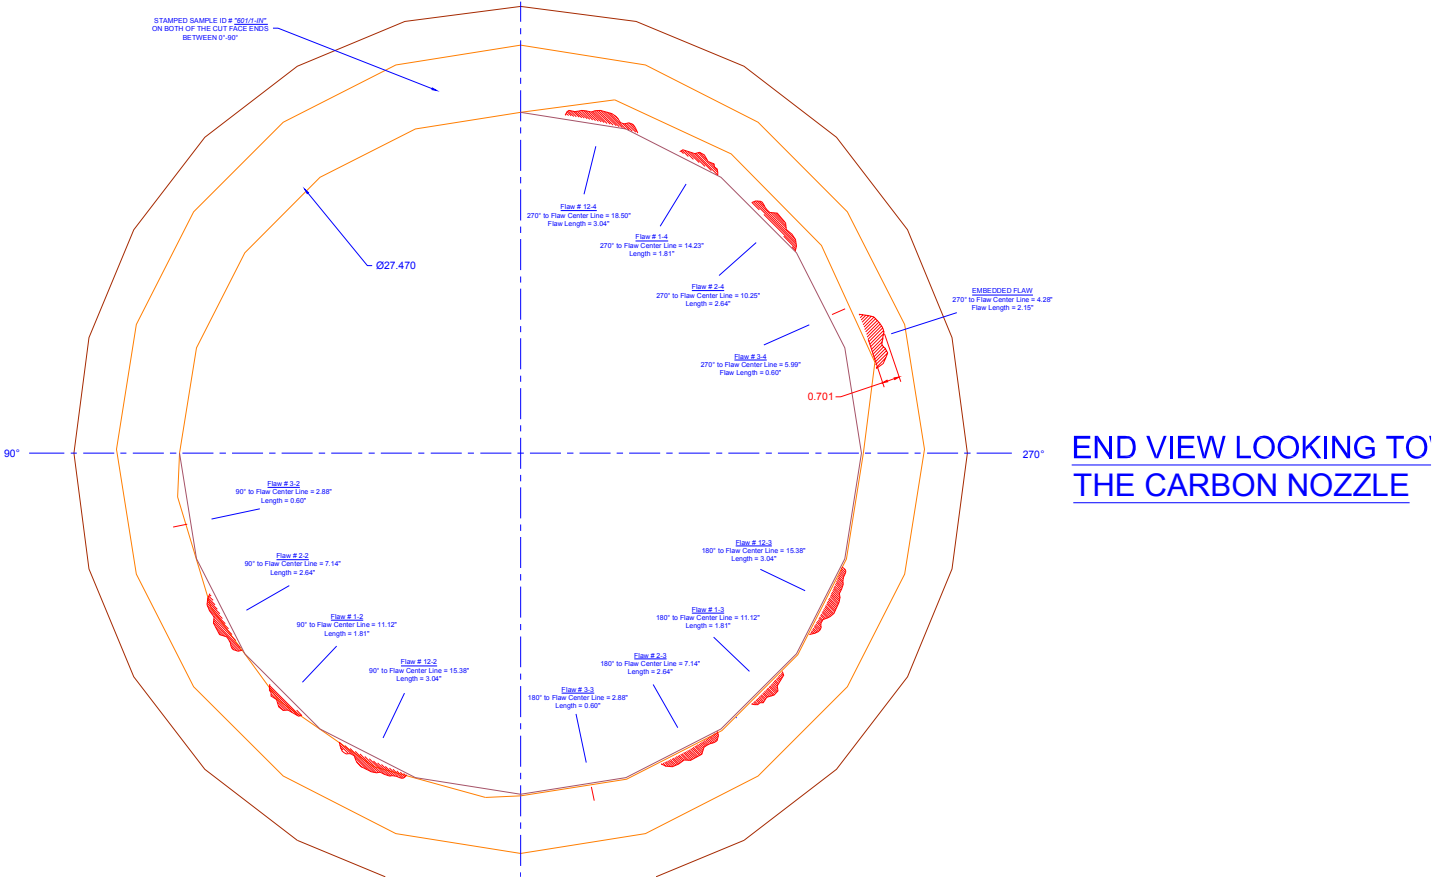 STAMPED SAMPLE ID # "601/1-IN"
ON BOTH OF THE CUT FACE ENDS
BETWEEN 0°-90°
Flaw # 12-4
270° to Flaw Center Line = 18.50"
Flaw Length = 3.04"
Flaw # 1-4
270° to Flaw Center Line = 14.23"
Length = 1.81"
Ø27.470
Flaw # 2-4
270° to Flaw Center Line = 10.25"
Length = 2.64"
EMBEDDED FLAW
270° to Flaw Center Line = 4.28"
Flaw Length = 2.15"
Flaw # 3-4
270° to Flaw Center Line = 5.99"
Flaw Length = 0.60"
0.701
90°
270°
END VIEW LOOKING TO
THE CARBON NOZZLE
Flaw # 3-2
90° to Flaw Center Line = 2.88"
Length = 0.60"
Flaw # 2-2
90° to Flaw Center Line = 7.14"
Length = 2.64"
Flaw # 12-3
180° to Flaw Center Line = 15.38"
Length = 3.04"
Flaw # 1-2
90° to Flaw Center Line = 11.12"
Length = 1.81"
Flaw # 1-3
180° to Flaw Center Line = 11.12"
Length = 1.81"
Flaw # 12-2
90° to Flaw Center Line = 15.38"
Length = 3.04"
Flaw # 2-3
180° to Flaw Center Line = 7.14"
Length = 2.64"
Flaw # 3-3
180° to Flaw Center Line = 2.88"
Length = 0.60"